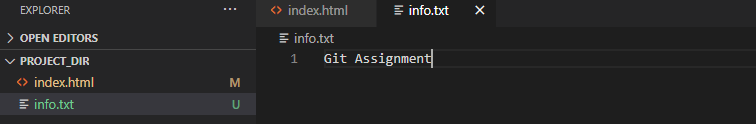 EXPLORER
OPEN EDITORS
PROJECT_DIR
<> index.html M
info.txt U
<> index.html info.txt ×
info.txt
1 Git Assignment